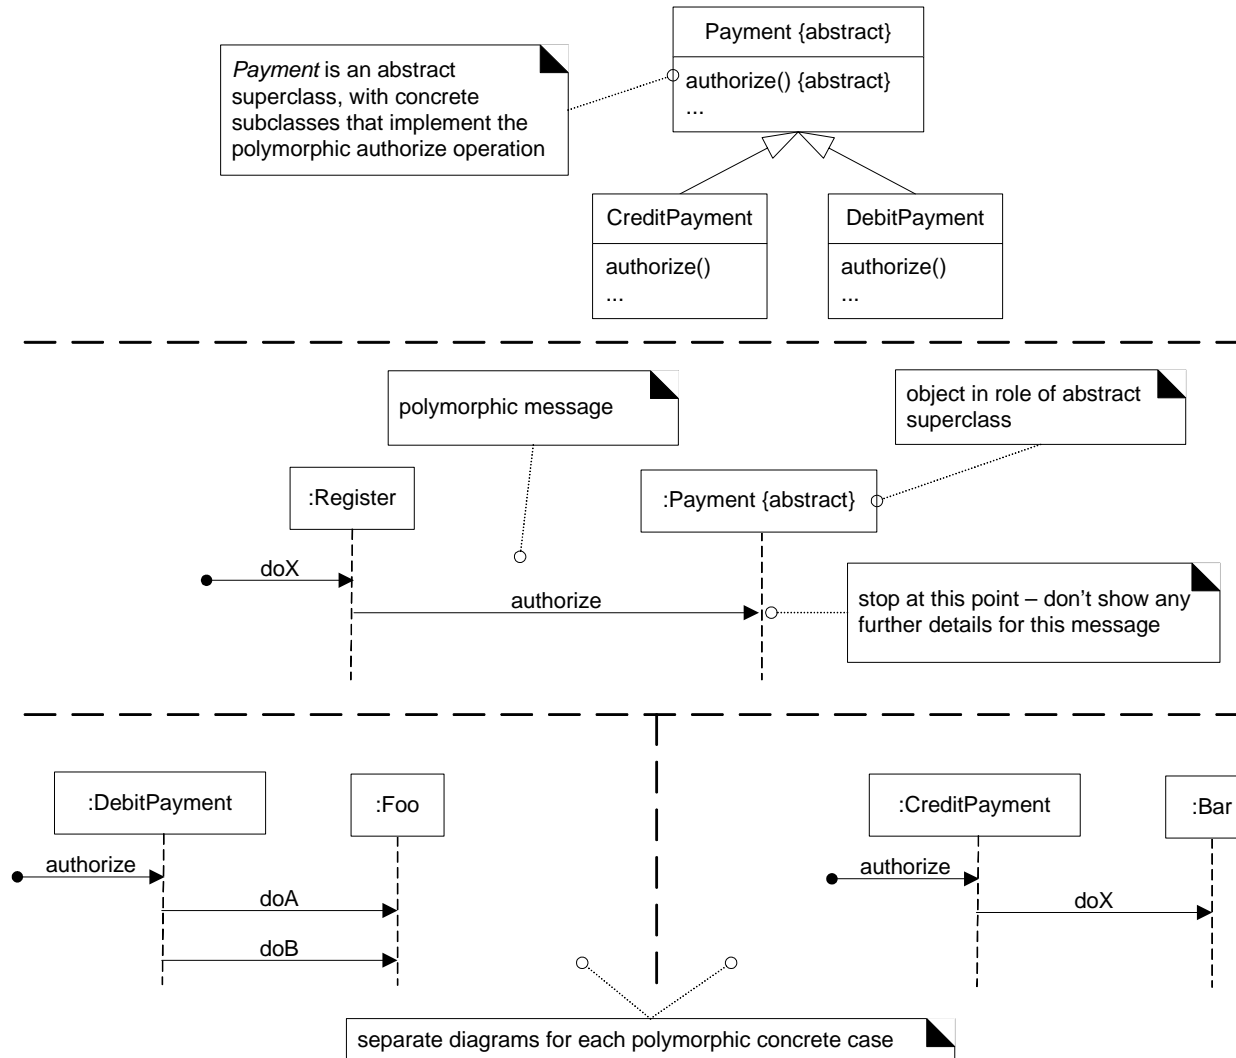 Payment {abstract}
authorize() {abstract}
...
Payment is an abstract
superclass, with concrete
subclasses that implement the
polymorphic authorize operation
CreditPayment
authorize()
...
DebitPayment
authorize()
...
polymorphic message
object in role of abstract
superclass
:Register
:Payment {abstract}
doX
authorize
stop at this point – don't show any
further details for this message
:DebitPayment
:Foo
authorize
doA
doB
:CreditPayment
:Bar
authorize
doX
separate diagrams for each polymorphic concrete case